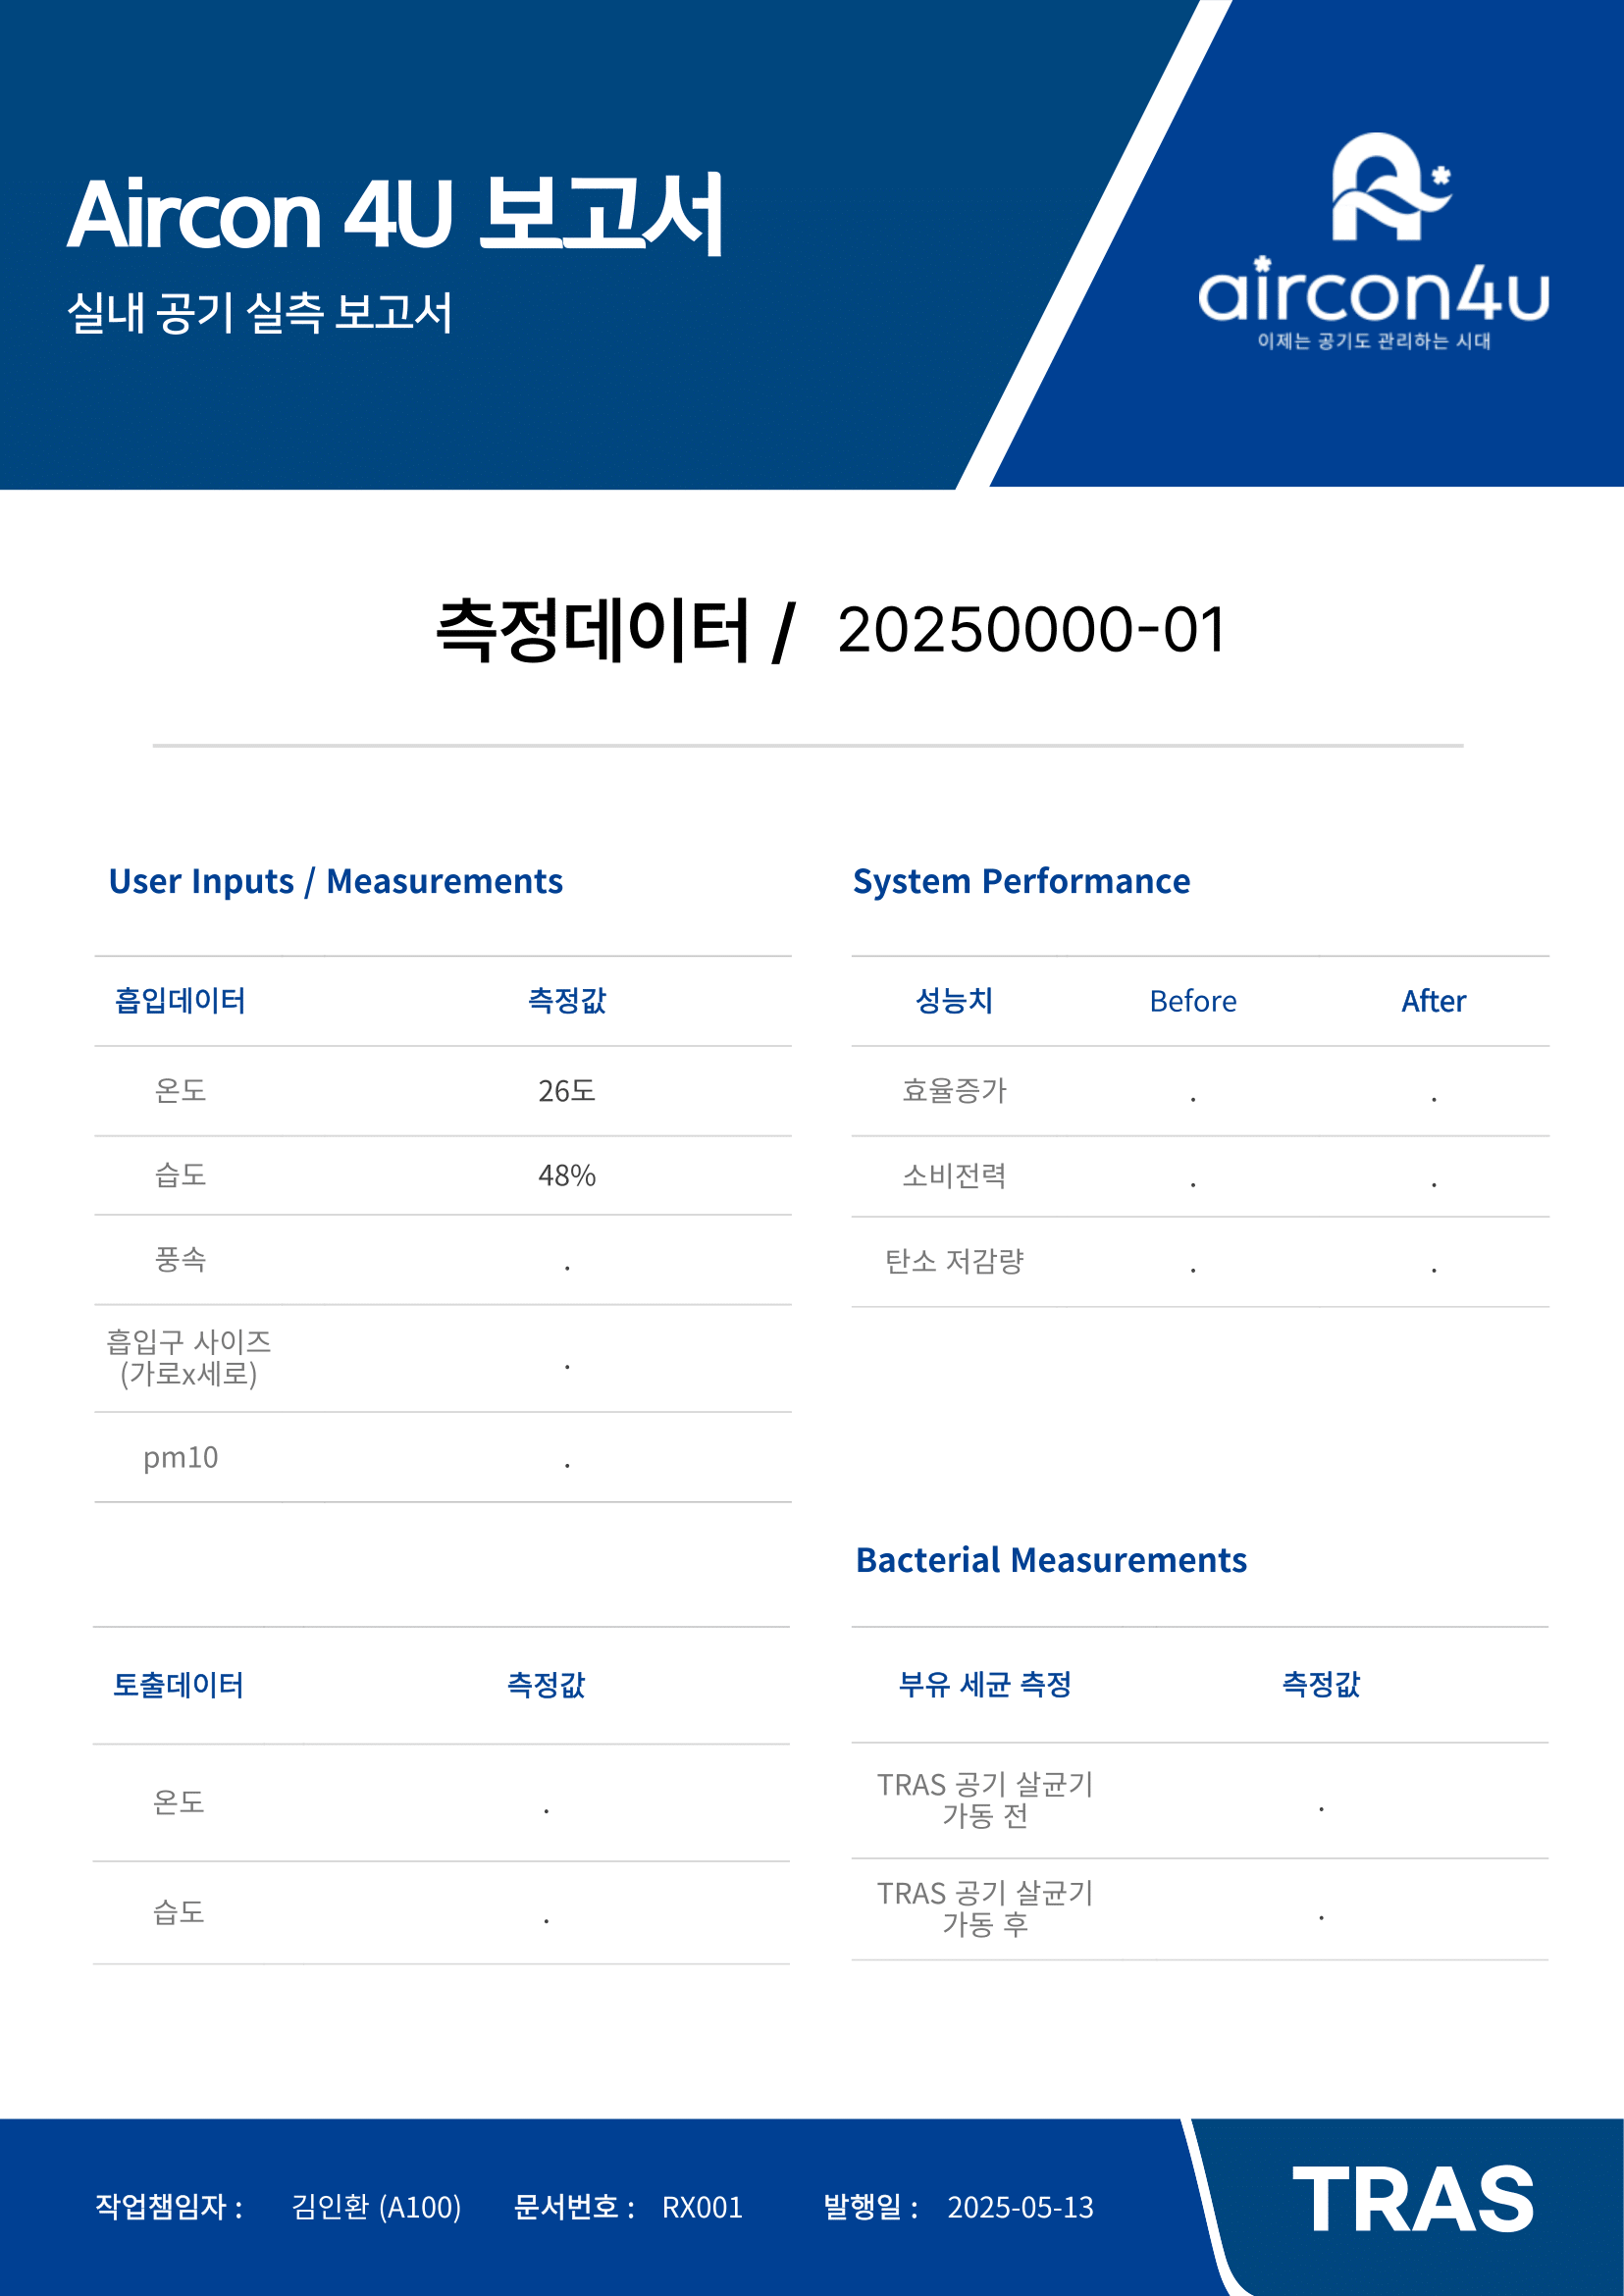 Aircon 4U 보고서
실내 공기 실측 보고서
aircon4u
이제는 공기도 관리하는 시대
측정데이터 / 20250000-01
User Inputs / Measurements
흡입데이터 측정값
온도 26도
습도 48%
풍속 .
흡입구 사이즈
(가로x세로) .
pm10 .
System Performance
성능치 Before After
효율증가 . .
소비전력 . .
탄소 저감량 . .
토출데이터 측정값
온도 .
습도 .
Bacterial Measurements
부유 세균 측정 측정값
TRAS 공기 살균기
가동 전 .
TRAS 공기 살균기
가동 후 .
작업책임자 : 김인환 (A100) 문서번호 : RX001 발행일 : 2025-05-13
TRAS